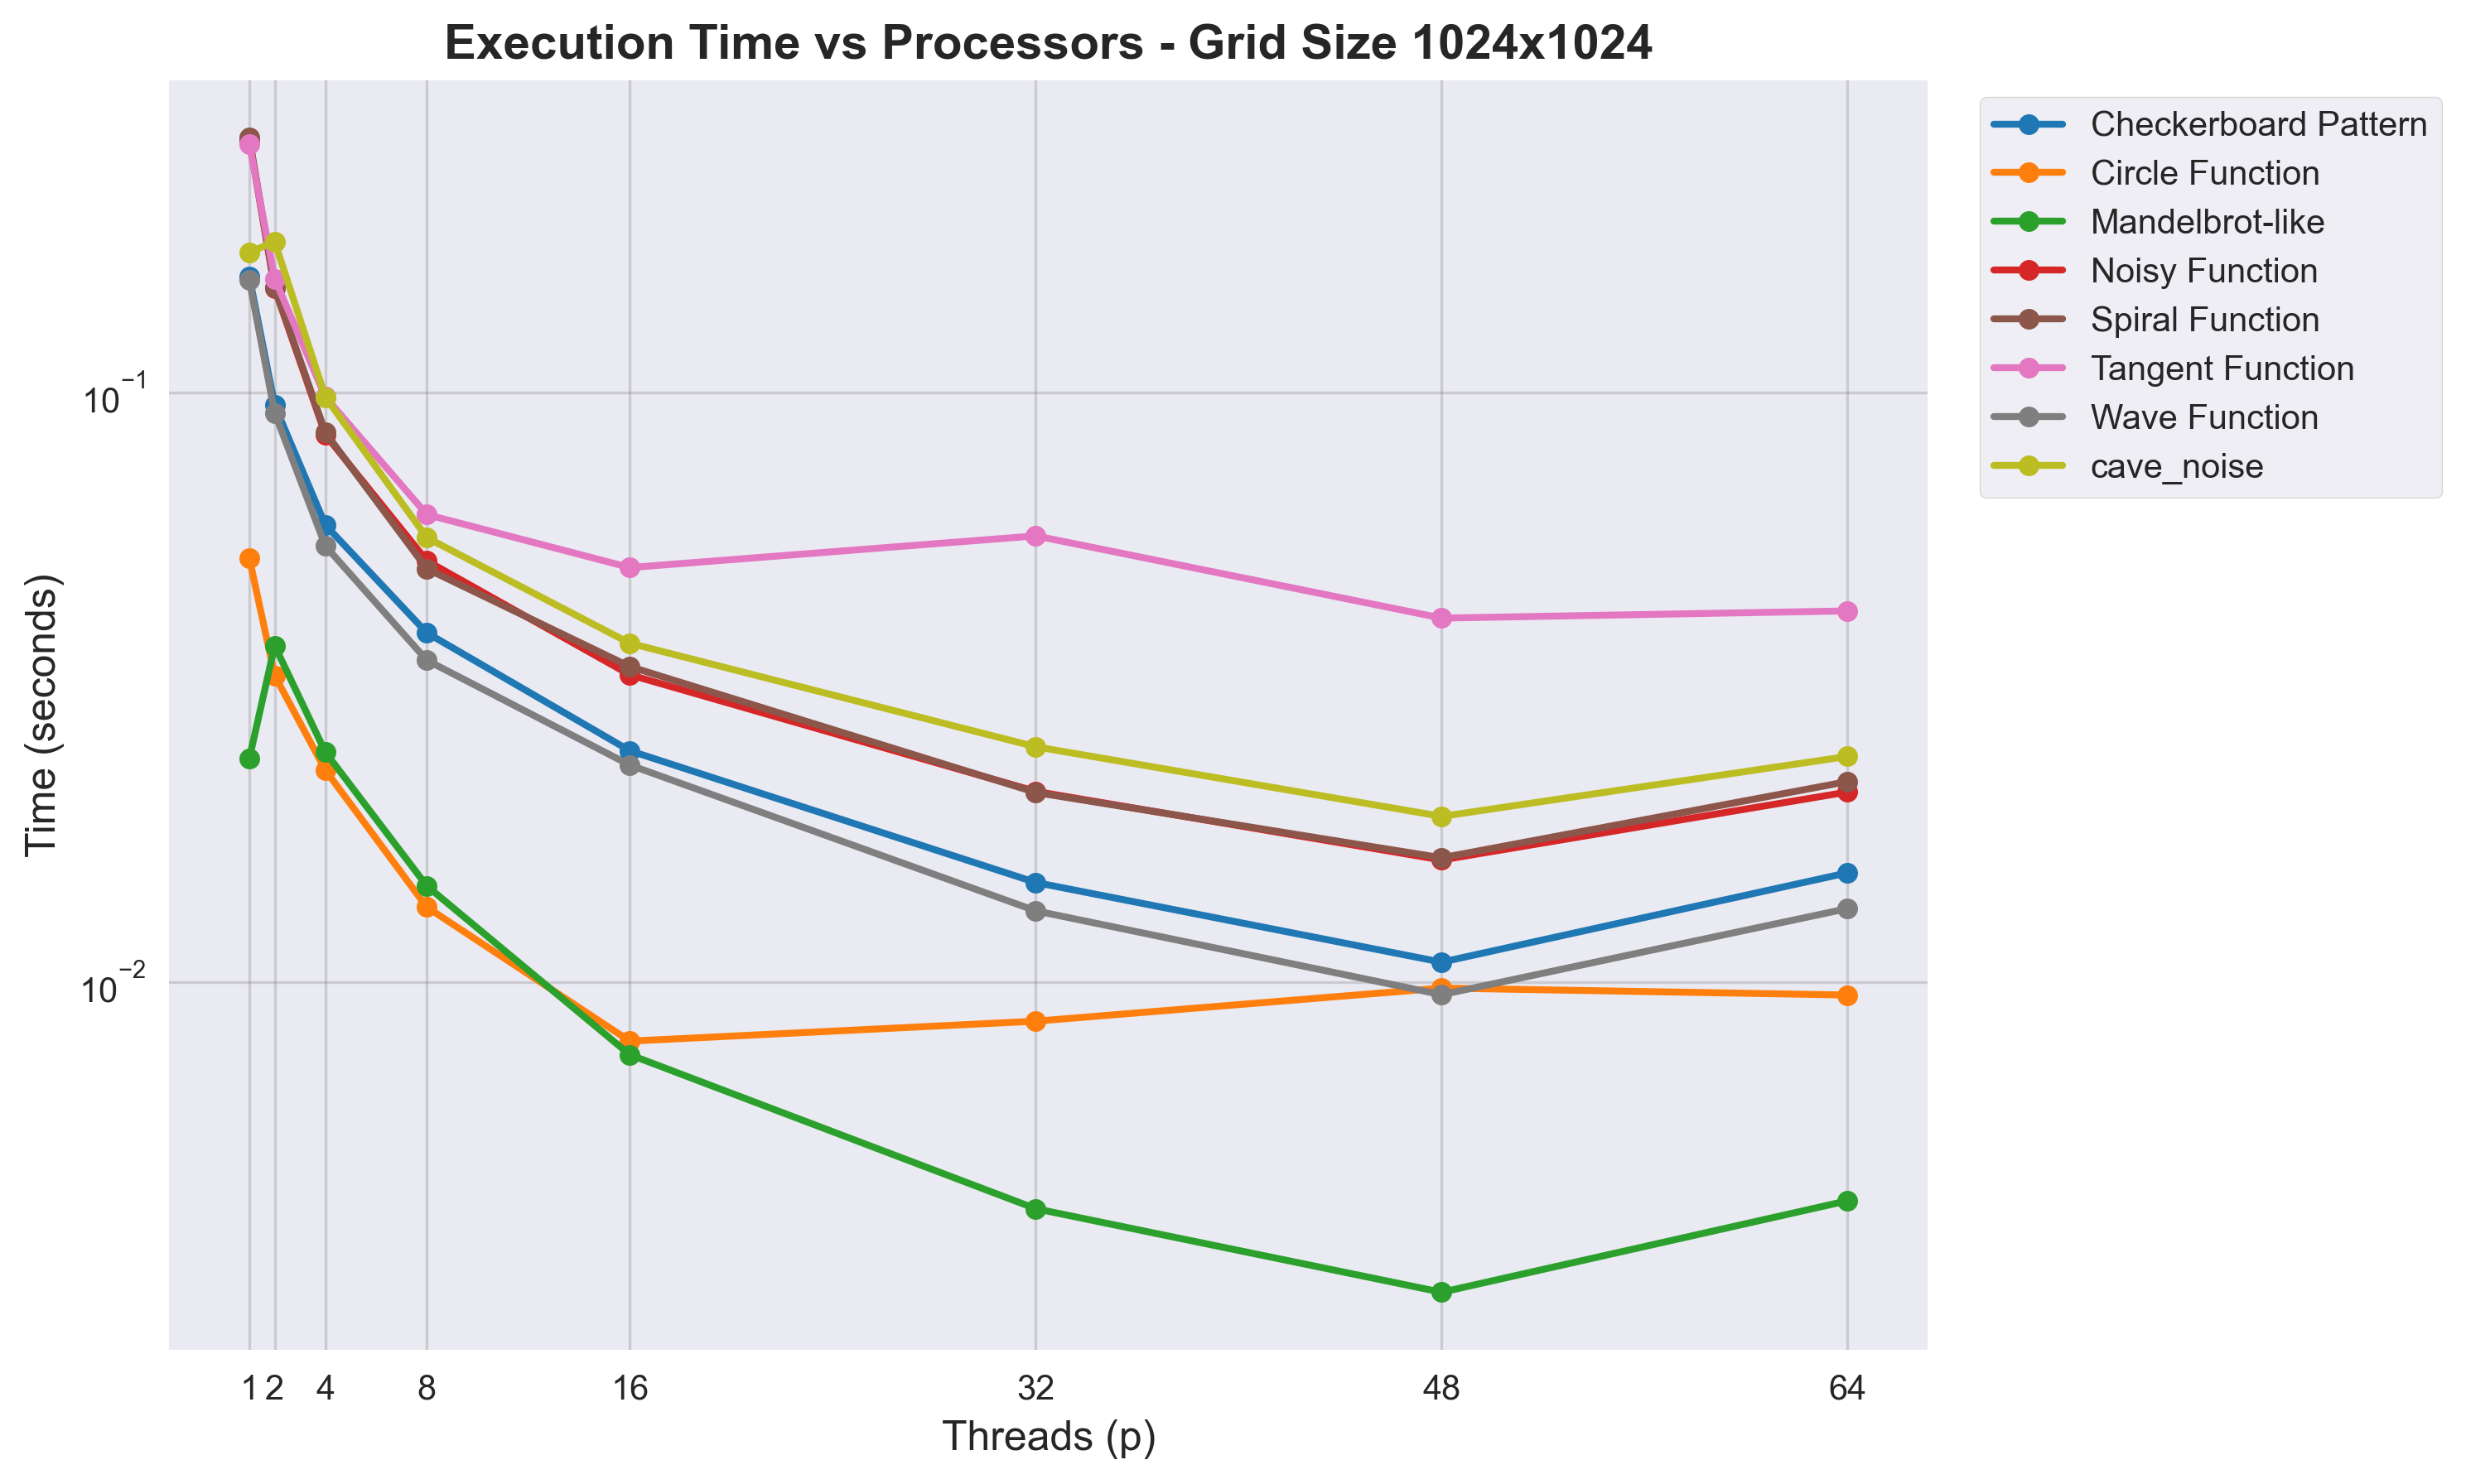 Execution Time vs Processors - Grid Size 1024x1024
Time (seconds)
10⁻¹
10⁻²
1 2 4 8 16 32 48 64
Threads (p)
Checkerboard Pattern
Circle Function
Mandelbrot-like
Noisy Function
Spiral Function
Tangent Function
Wave Function
cave_noise